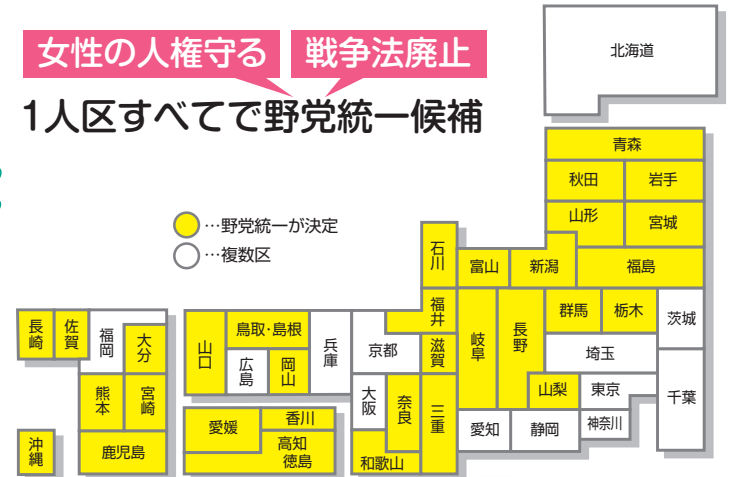 女性の人権守る
戦争法廃止
1人区すべてで野党統一候補
…野党統一が決定
…複数区
北海道
青森
秋田
岩手
山形
宮城
石川
富山
新潟
福島
福井
岐阜
長野
群馬
栃木
茨城
長崎
佐賀
福岡
大分
山口
鳥取・島根
兵庫
京都
滋賀
埼玉
広島
岡山
熊本
宮崎
大阪
奈良
三重
山梨
東京
千葉
愛媛
香川
愛知
静岡
神奈川
沖縄
鹿児島
高知
徳島
和歌山